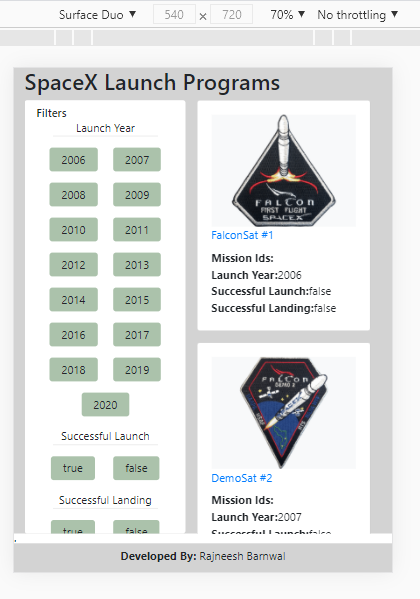 Surface Duo ▼ 540 × 720 70% ▼ No throttling ▼
SpaceX Launch Programs
Filters
Launch Year
2006 2007
2008 2009
2010 2011
2012 2013
2014 2015
2016 2017
2018 2019
2020
Successful Launch
true false
Successful Landing
true false
FALCON
FIRST FLIGHT
SPACEX
FalconSat #1
Mission Ids:
Launch Year:2006
Successful Launch:false
Successful Landing:false
FALCON
DEMO 2
DemoSat #2
Mission Ids:
Launch Year:2007
Successful Launch:false
Developed By: Rajneesh Barnwal